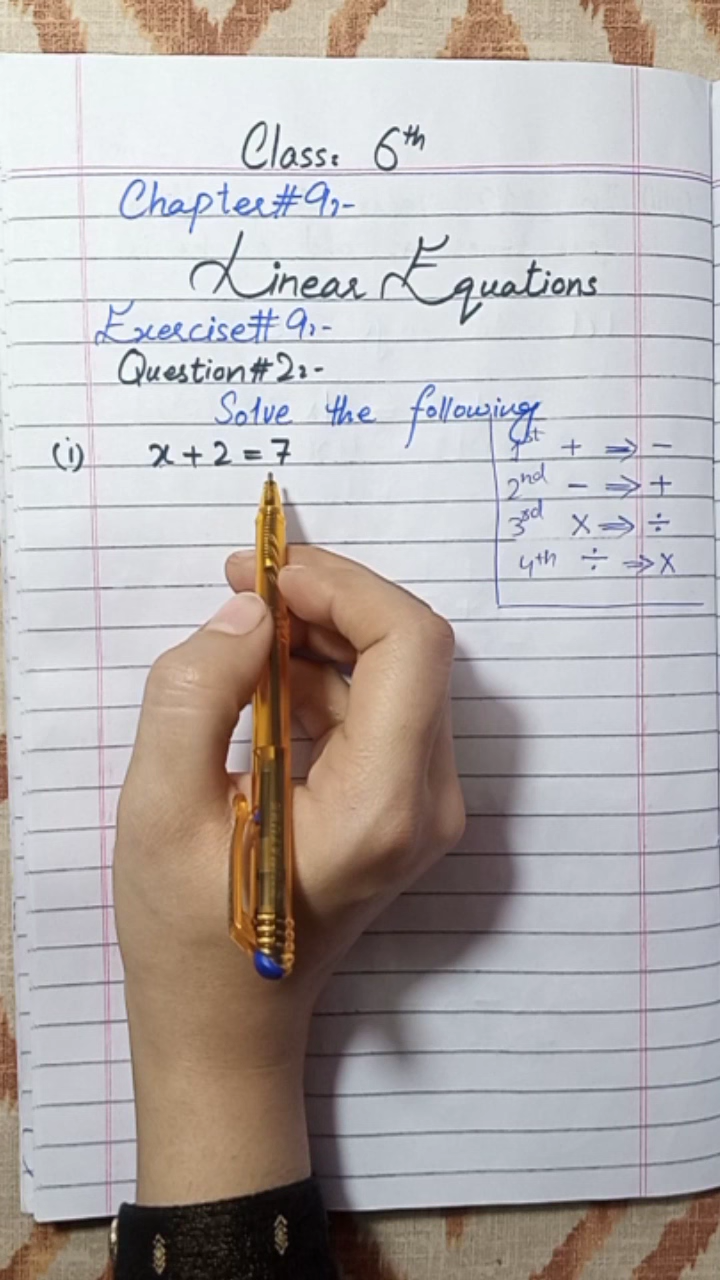 Class: 6th
Chapter#9:-
Linear Equations
Exercise# 9:-
Question#2:-
Solve the following
(i) x + 2 = 7
1st + ⇒ -
2nd - ⇒ +
3rd × ⇒ ÷
4th ÷ ⇒ ×